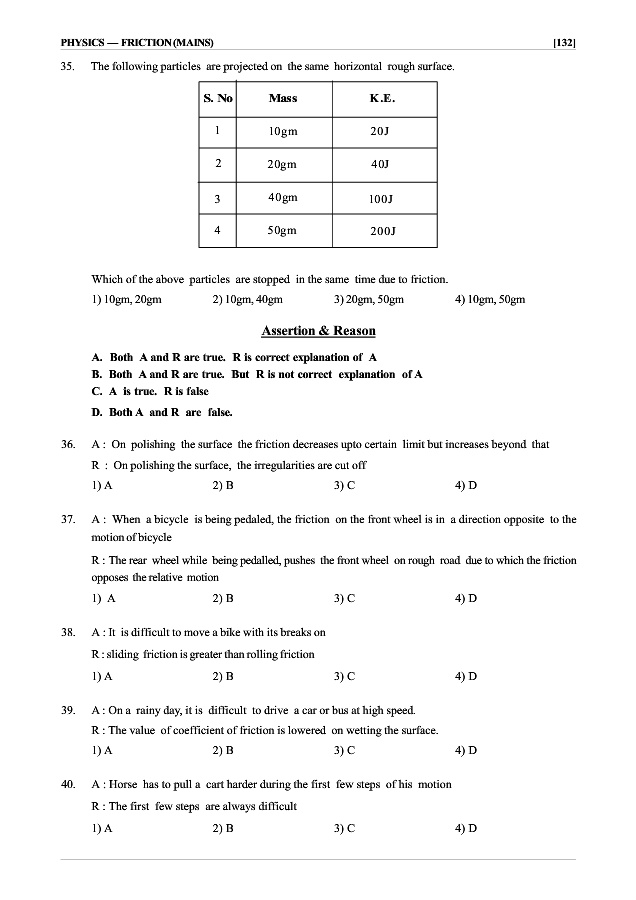 PHYSICS — FRICTION (MAINS) [132]
35. The following particles are projected on the same horizontal rough surface.
S. No Mass K.E.
1 10gm 20J
2 20gm 40J
3 40gm 100J
4 50gm 200J
Which of the above particles are stopped in the same time due to friction.
1) 10gm, 20gm 2) 10gm, 40gm 3) 20gm, 50gm 4) 10gm, 50gm
Assertion & Reason
A. Both A and R are true. R is correct explanation of A
B. Both A and R are true. But R is not correct explanation of A
C. A is true. R is false
D. Both A and R are false.
36. A : On polishing the surface the friction decreases upto certain limit but increases beyond that
R : On polishing the surface, the irregularities are cut off
1) A 2) B 3) C 4) D
37. A : When a bicycle is being pedaled, the friction on the front wheel is in a direction opposite to the
motion of bicycle
R : The rear wheel while being pedalled, pushes the front wheel on rough road due to which the friction
opposes the relative motion
1) A 2) B 3) C 4) D
38. A : It is difficult to move a bike with its breaks on
R : sliding friction is greater than rolling friction
1) A 2) B 3) C 4) D
39. A : On a rainy day, it is difficult to drive a car or bus at high speed.
R : The value of coefficient of friction is lowered on wetting the surface.
1) A 2) B 3) C 4) D
40. A : Horse has to pull a cart harder during the first few steps of his motion
R : The first few steps are always difficult
1) A 2) B 3) C 4) D